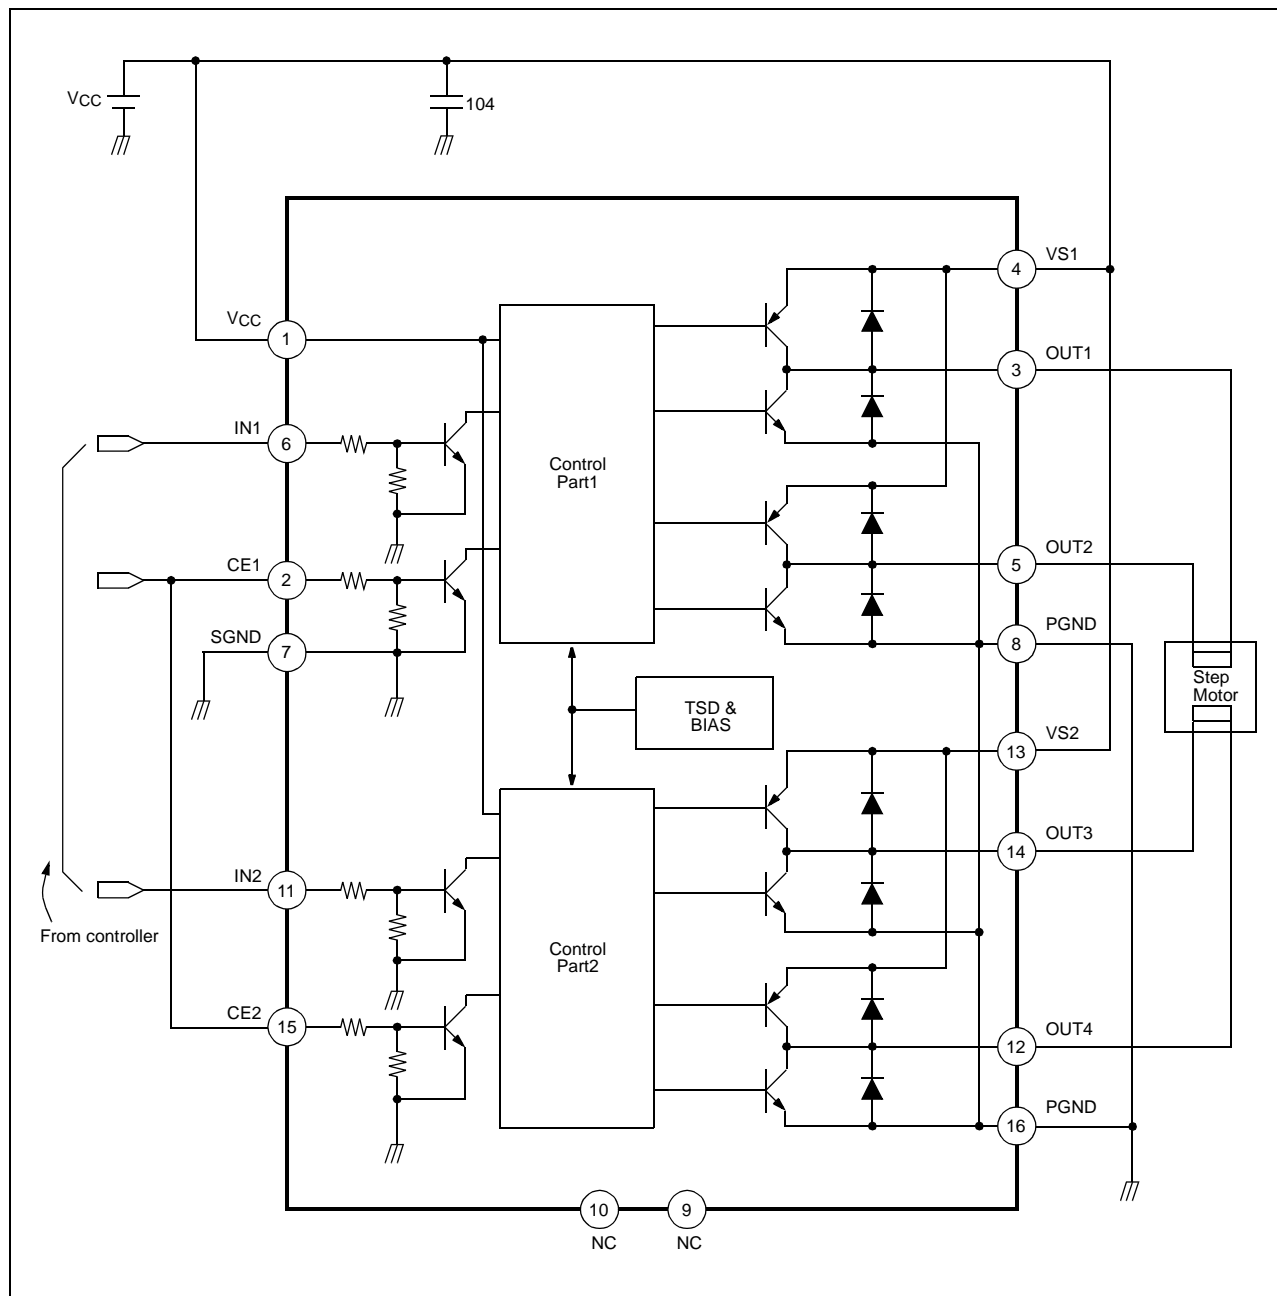 VCC
104
VS1
4
VCC
1
OUT1
3
IN1
6
Control
Part1
CE1
2
OUT2
5
SGND
7
PGND
8
Step
Motor
TSD &
BIAS
VS2
13
OUT3
14
IN2
11
From controller
Control
Part2
CE2
15
OUT4
12
PGND
16
10
9
NC
NC